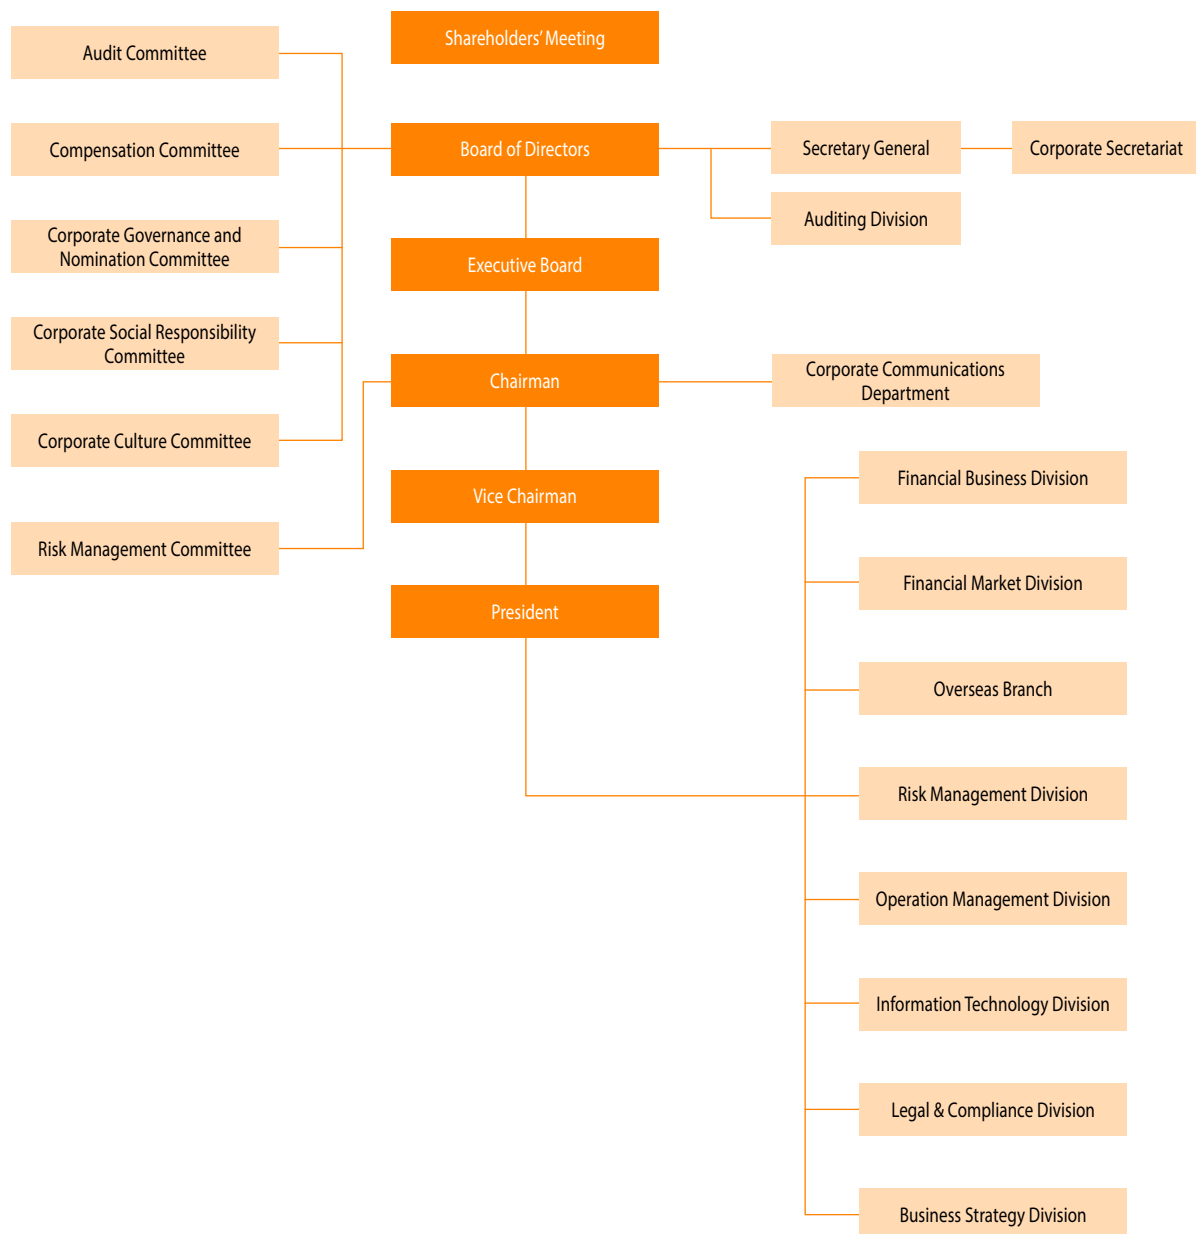 Shareholders' Meeting
Audit Committee
Compensation Committee
Board of Directors
Secretary General
Corporate Secretariat
Auditing Division
Corporate Governance and
Nomination Committee
Executive Board
Corporate Social Responsibility
Committee
Chairman
Corporate Communications
Department
Corporate Culture Committee
Vice Chairman
Financial Business Division
Risk Management Committee
Financial Market Division
President
Overseas Branch
Risk Management Division
Operation Management Division
Information Technology Division
Legal & Compliance Division
Business Strategy Division